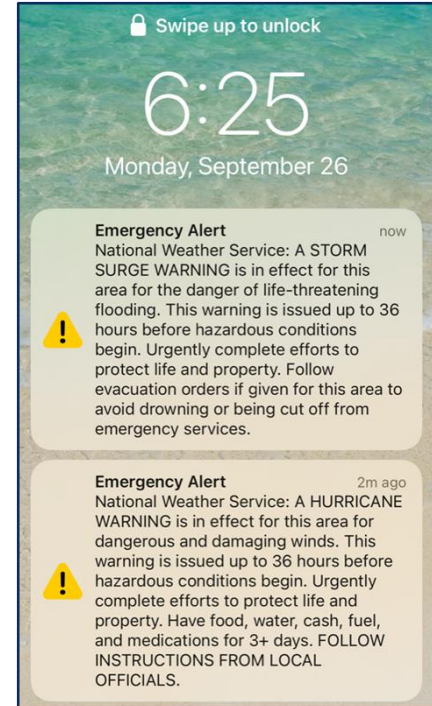 Swipe up to unlock
6:25
Monday, September 26
Emergency Alert now
National Weather Service: A STORM
SURGE WARNING is in effect for this
area for the danger of life-threatening
flooding. This warning is issued up to 36
hours before hazardous conditions
begin. Urgently complete efforts to
protect life and property. Follow
evacuation orders if given for this area to
avoid drowning or being cut off from
emergency services.
Emergency Alert 2m ago
National Weather Service: A HURRICANE
WARNING is in effect for this area for
dangerous and damaging winds. This
warning is issued up to 36 hours before
hazardous conditions begin. Urgently
complete efforts to protect life and
property. Have food, water, cash, fuel,
and medications for 3+ days. FOLLOW
INSTRUCTIONS FROM LOCAL
OFFICIALS.